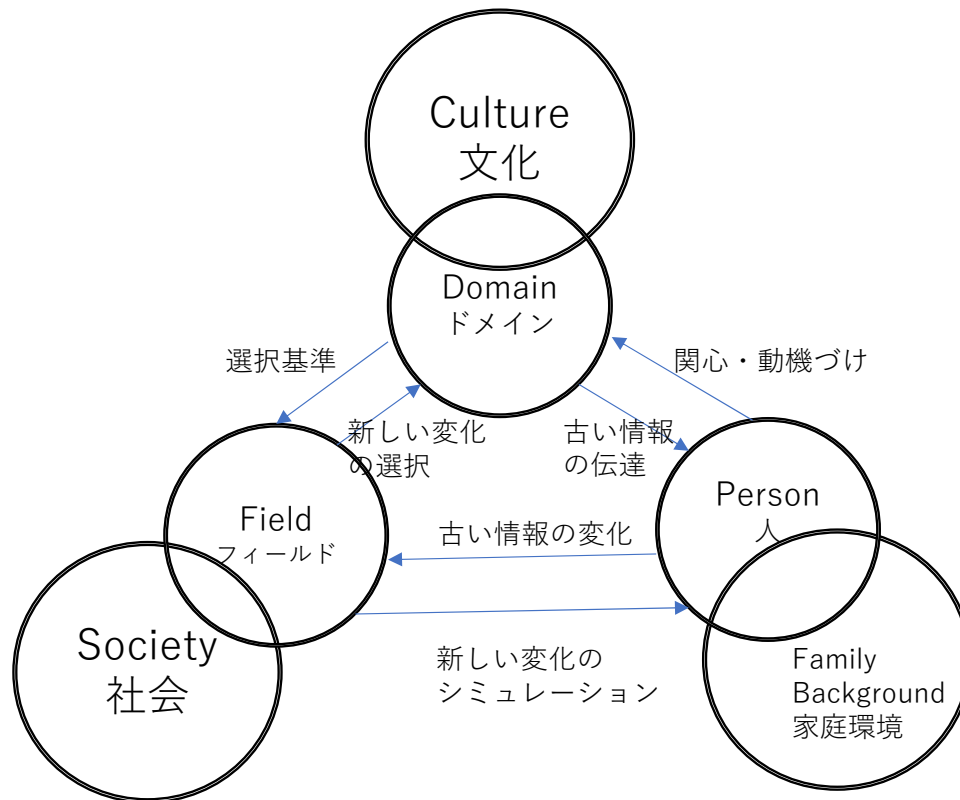 Culture
文化
Domain
ドメイン
選択基準
関心・動機づけ
新しい変化
の選択
古い情報
の伝達
Field
フィールド
古い情報の変化
Person
人
Society
社会
新しい変化の
シミュレーション
Family
Background
家庭環境